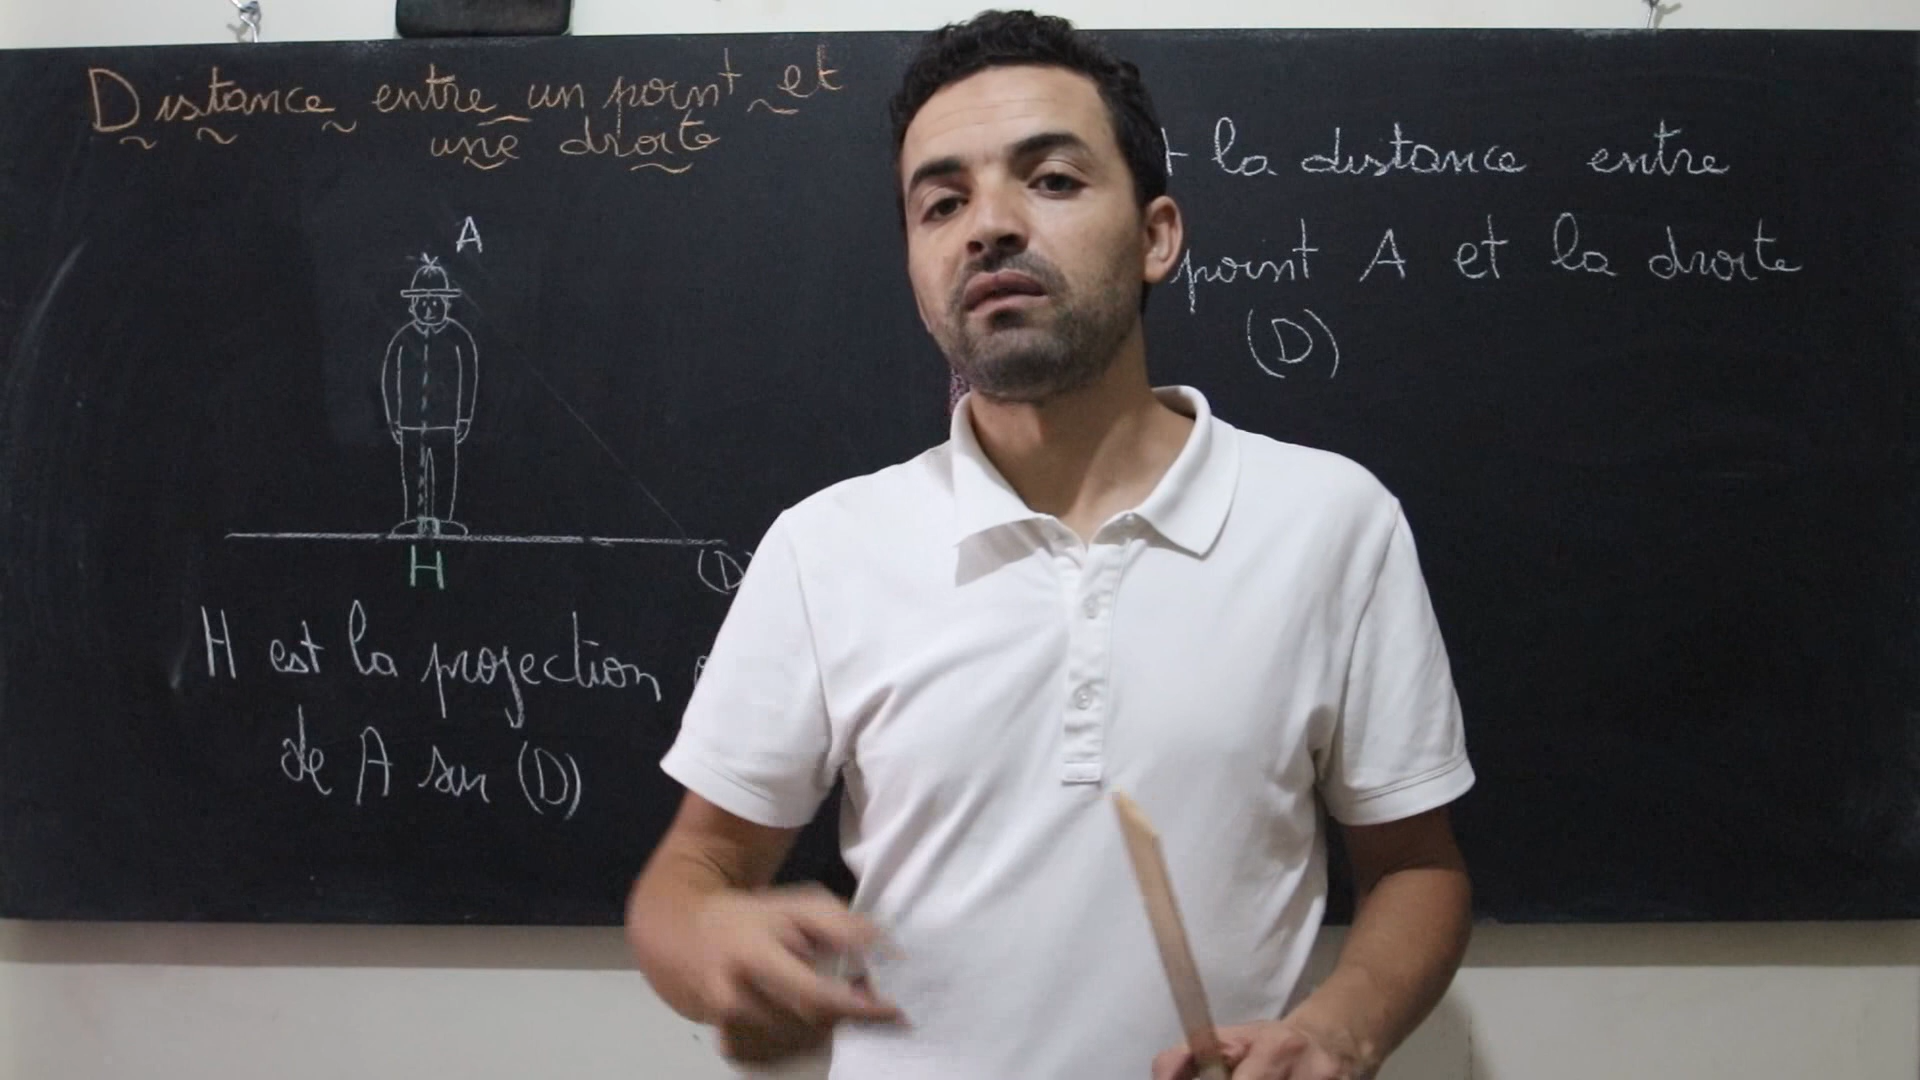 Distance entre un point et
une droite
A
H
(D)
H est la projection
de A sur (D)
la distance entre
point A et la droite
(D)